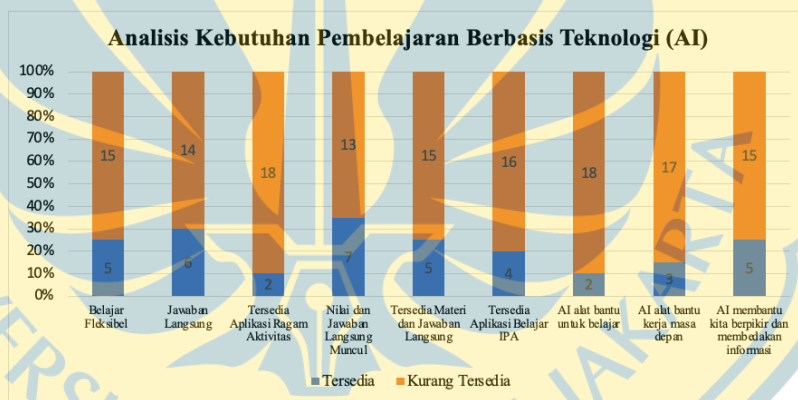 Analisis Kebutuhan Pembelajaran Berbasis Teknologi (AI)
100%
90%
80%
70%
60%
50%
40%
30%
20%
10%
0%
15 14 18 13 15 16 18 17 15
5 6 2 7 5 4 2 3 5
Belajar
Fleksibel
Jawaban
Langsung
Tersedia
Aplikasi Ragam
Aktivitas
Nilai dan
Jawaban
Langsung
Muncul
Tersedia Materi
dan Jawaban
Langsung
Tersedia
Aplikasi Belajar
IPA
AI alat bantu
untuk belajar
AI alat bantu
kerja masa
depan
AI membantu
kita berpikir dan
membedakan
informasi
Tersedia Kurang Tersedia